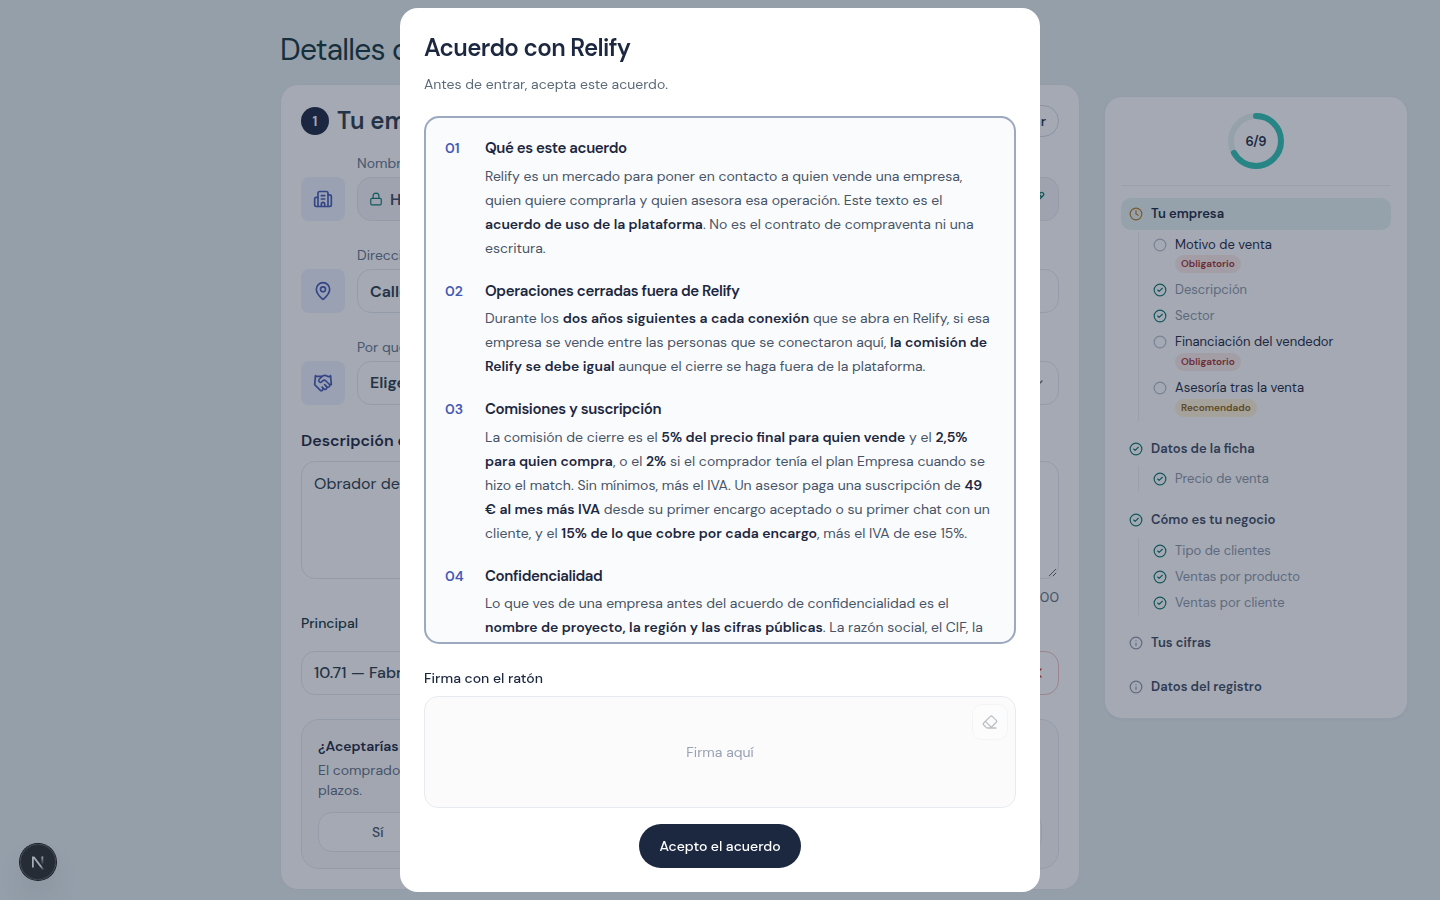 Detalles
Acuerdo con Relify
Antes de entrar, acepta este acuerdo.
01 Qué es este acuerdo
Relify es un mercado para poner en contacto a quien vende una empresa,
quien quiere comprarla y quien asesora esa operación. Este texto es el
acuerdo de uso de la plataforma. No es el contrato de compraventa ni una
escritura.
02 Operaciones cerradas fuera de Relify
Durante los dos años siguientes a cada conexión que se abra en Relify, si esa
empresa se vende entre las personas que se conectaron aquí, la comisión de
Relify se debe igual aunque el cierre se haga fuera de la plataforma.
03 Comisiones y suscripción
La comisión de cierre es el 5% del precio final para quien vende y el 2,5%
para quien compra, o el 2% si el comprador tenía el plan Empresa cuando se
hizo el match. Sin mínimos, más el IVA. Un asesor paga una suscripción de 49
€ al mes más IVA desde su primer encargo aceptado o su primer chat con un
cliente, y el 15% de lo que cobre por cada encargo, más el IVA de ese 15%.
04 Confidencialidad
Lo que ves de una empresa antes del acuerdo de confidencialidad es el
nombre de proyecto, la región y las cifras públicas. La razón social, el CIF, la
Firma con el ratón
Firma aquí
Acepto el acuerdo
1 Tu em
Nombr
H
Direcc
Call
Por qu
Elige
Descripción
Obrador de
00
Principal
10.71 — Fabr
¿Aceptarías
El comprado
plazos.
Sí
r
6/9
Tu empresa
Motivo de venta
Obligatorio
Descripción
Sector
Financiación del vendedor
Obligatorio
Asesoría tras la venta
Recomendado
Datos de la ficha
Precio de venta
Cómo es tu negocio
Tipo de clientes
Ventas por producto
Ventas por cliente
Tus cifras
Datos del registro
N